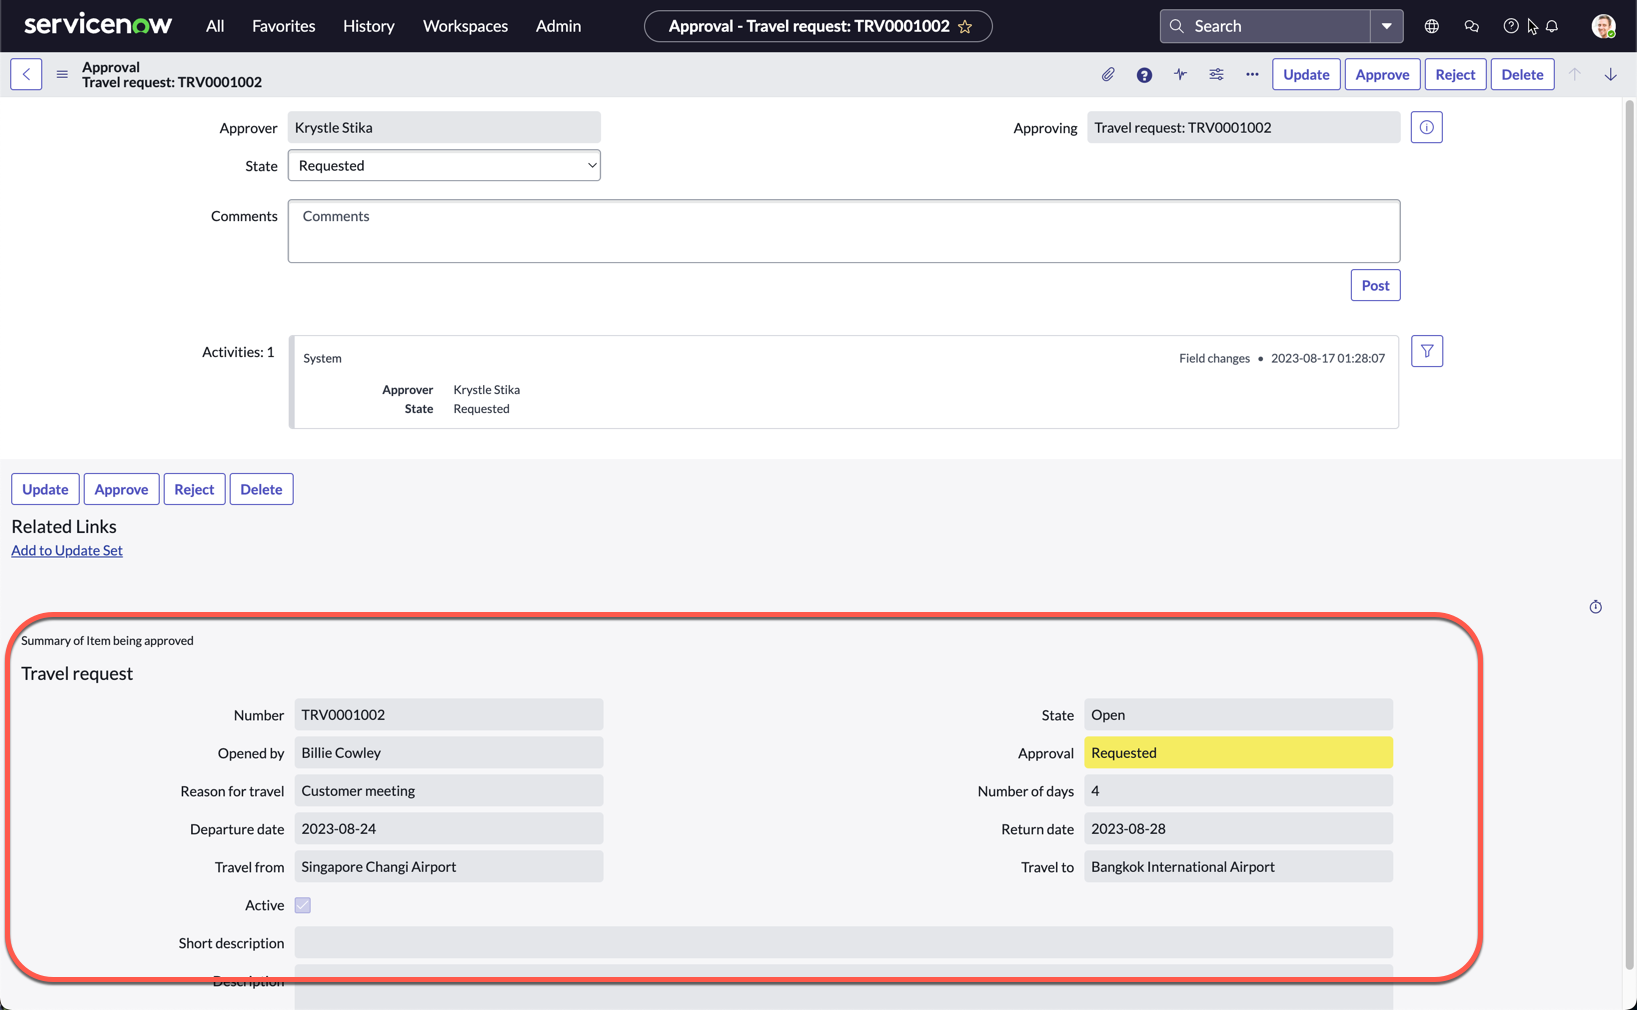 servicenow All Favorites History Workspaces Admin Approval - Travel request: TRV0001002 Search
Approval
Travel request: TRV0001002
Update Approve Reject Delete
Approver Krystle Stika Approving Travel request: TRV0001002
State Requested
Comments Comments
Post
Activities: 1
System Field changes • 2023-08-17 01:28:07
Approver Krystle Stika
State Requested
Update Approve Reject Delete
Related Links
Add to Update Set
Summary of Item being approved
Travel request
Number TRV0001002 State Open
Opened by Billie Cowley Approval Requested
Reason for travel Customer meeting Number of days 4
Departure date 2023-08-24 Return date 2023-08-28
Travel from Singapore Changi Airport Travel to Bangkok International Airport
Active
Short description
Description